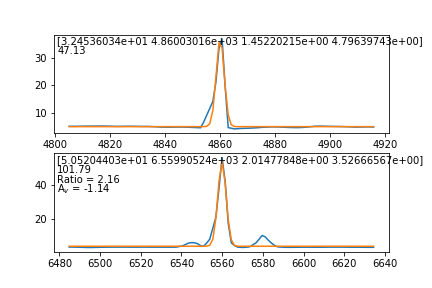 [3.24536034e+01 4.86003016e+03 1.45220215e+00 4.79639743e+00]
47.13
30
20
10
4800 4820 4840 4860 4880 4900 4920
[5.05204403e+01 6.55990524e+03 2.01477848e+00 3.52666567e+00]
101.79
Ratio = 2.16
Av = -1.14
40
20
6480 6500 6520 6540 6560 6580 6600 6620 6640